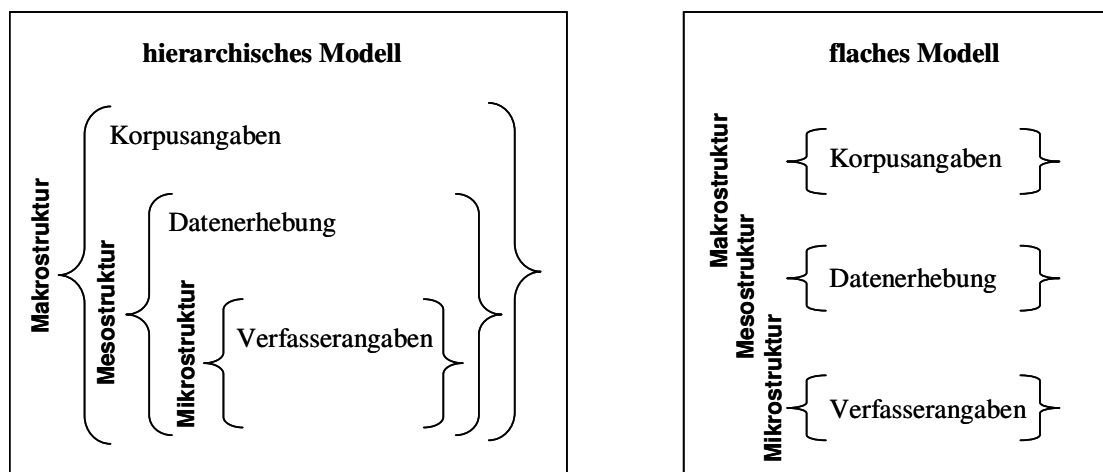 hierarchisches Modell
Makrostruktur
Korpusangaben
Mesostruktur
Datenerhebung
Mikrostruktur
Verfasserangaben
flaches Modell
Makrostruktur
Korpusangaben
Mesostruktur
Datenerhebung
Mikrostruktur
Verfasserangaben